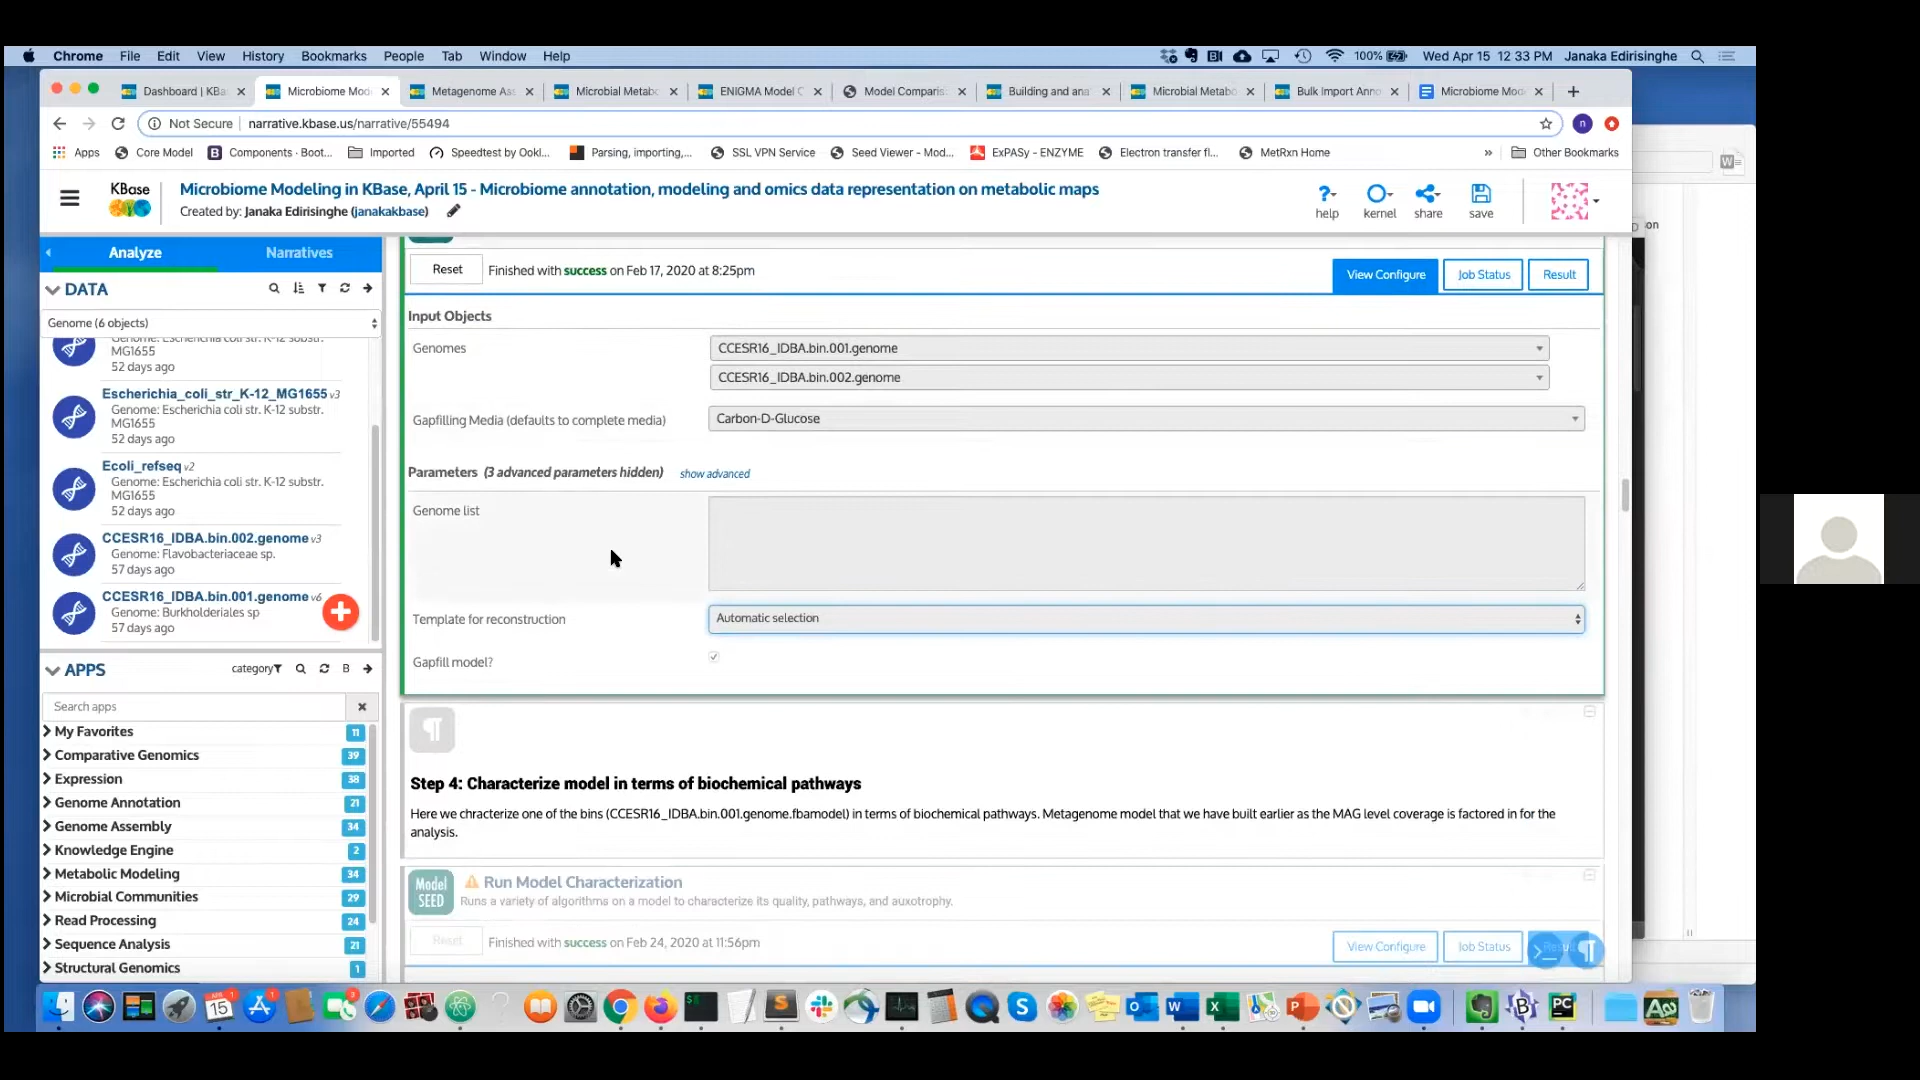 Chrome File Edit View History Bookmarks People Tab Window Help 100% Wed Apr 15 12 33 PM Janaka Edirisinghe
Dashboard | KBa Microbiome Mod Metagenome As Microbial Metab ENIGMA Model C Model Comparis Building and ana Microbial Metab Bulk Import Anno Microbiome Mo
Not Secure narrative.kbase.us/narrative/55494
Apps Core Model Components · Boot... Imported Speedtest by Ookl... Parsing, importing,... SSL VPN Service Seed Viewer - Mod... ExPASy - ENZYME Electron transfer fl... MetRxn Home » Other Bookmarks
KBase
Microbiome Modeling in KBase, April 15 - Microbiome annotation, modeling and omics data representation on metabolic maps
Created by: Janaka Edirisinghe (janakakbase)
help kernel share save
on
Analyze Narratives
DATA
Genome (6 objects)
Genome: Escherichia coli str. K-12 substr.
MG1655
52 days ago
Escherichia_coli_str_K-12_MG1655 v3
Genome: Escherichia coli str. K-12 substr.
MG1655
52 days ago
Ecoli_refseq v2
Genome: Escherichia coli str. K-12 substr.
MG1655
52 days ago
CCESR16_IDBA.bin.002.genome v3
Genome: Flavobacteriaceae sp.
57 days ago
CCESR16_IDBA.bin.001.genome v6
Genome: Burkholderiales sp
57 days ago
APPS
category B
Search apps
My Favorites 11
Comparative Genomics 39
Expression 38
Genome Annotation 21
Genome Assembly 34
Knowledge Engine 2
Metabolic Modeling 34
Microbial Communities 29
Read Processing 24
Sequence Analysis 21
Structural Genomics 1
Reset Finished with success on Feb 17, 2020 at 8:25pm
View Configure Job Status Result
Input Objects
Genomes CCESR16_IDBA.bin.001.genome
CCESR16_IDBA.bin.002.genome
Gapfilling Media (defaults to complete media) Carbon-D-Glucose
Parameters (3 advanced parameters hidden) show advanced
Genome list
Template for reconstruction Automatic selection
Gapfill model?
Step 4: Characterize model in terms of biochemical pathways
Here we chracterize one of the bins (CCESR16_IDBA.bin.001.genome.fbamodel) in terms of biochemical pathways. Metagenome model that we have built earlier as the MAG level coverage is factored in for the
analysis.
Model
SEED
Run Model Characterization
Runs a variety of algorithms on a model to characterize its quality, pathways, and auxotrophy.
Reset Finished with success on Feb 24, 2020 at 11:56pm
View Configure Job Status